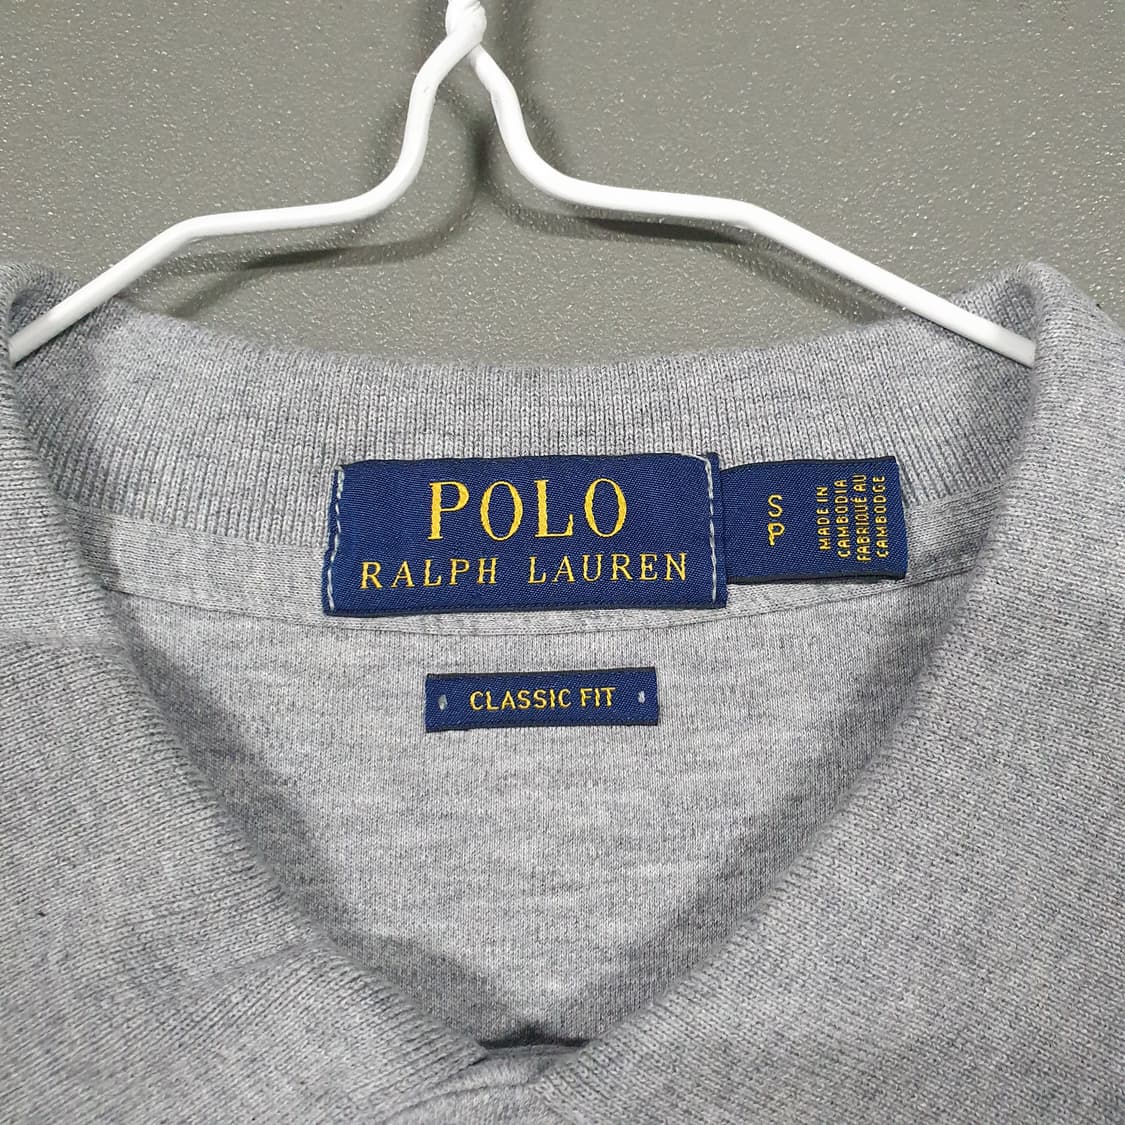 POLO
RALPH LAUREN
S
P
MADE IN
CAMBODIA
FABRIQUÉ AU
CAMBODGE
CLASSIC FIT